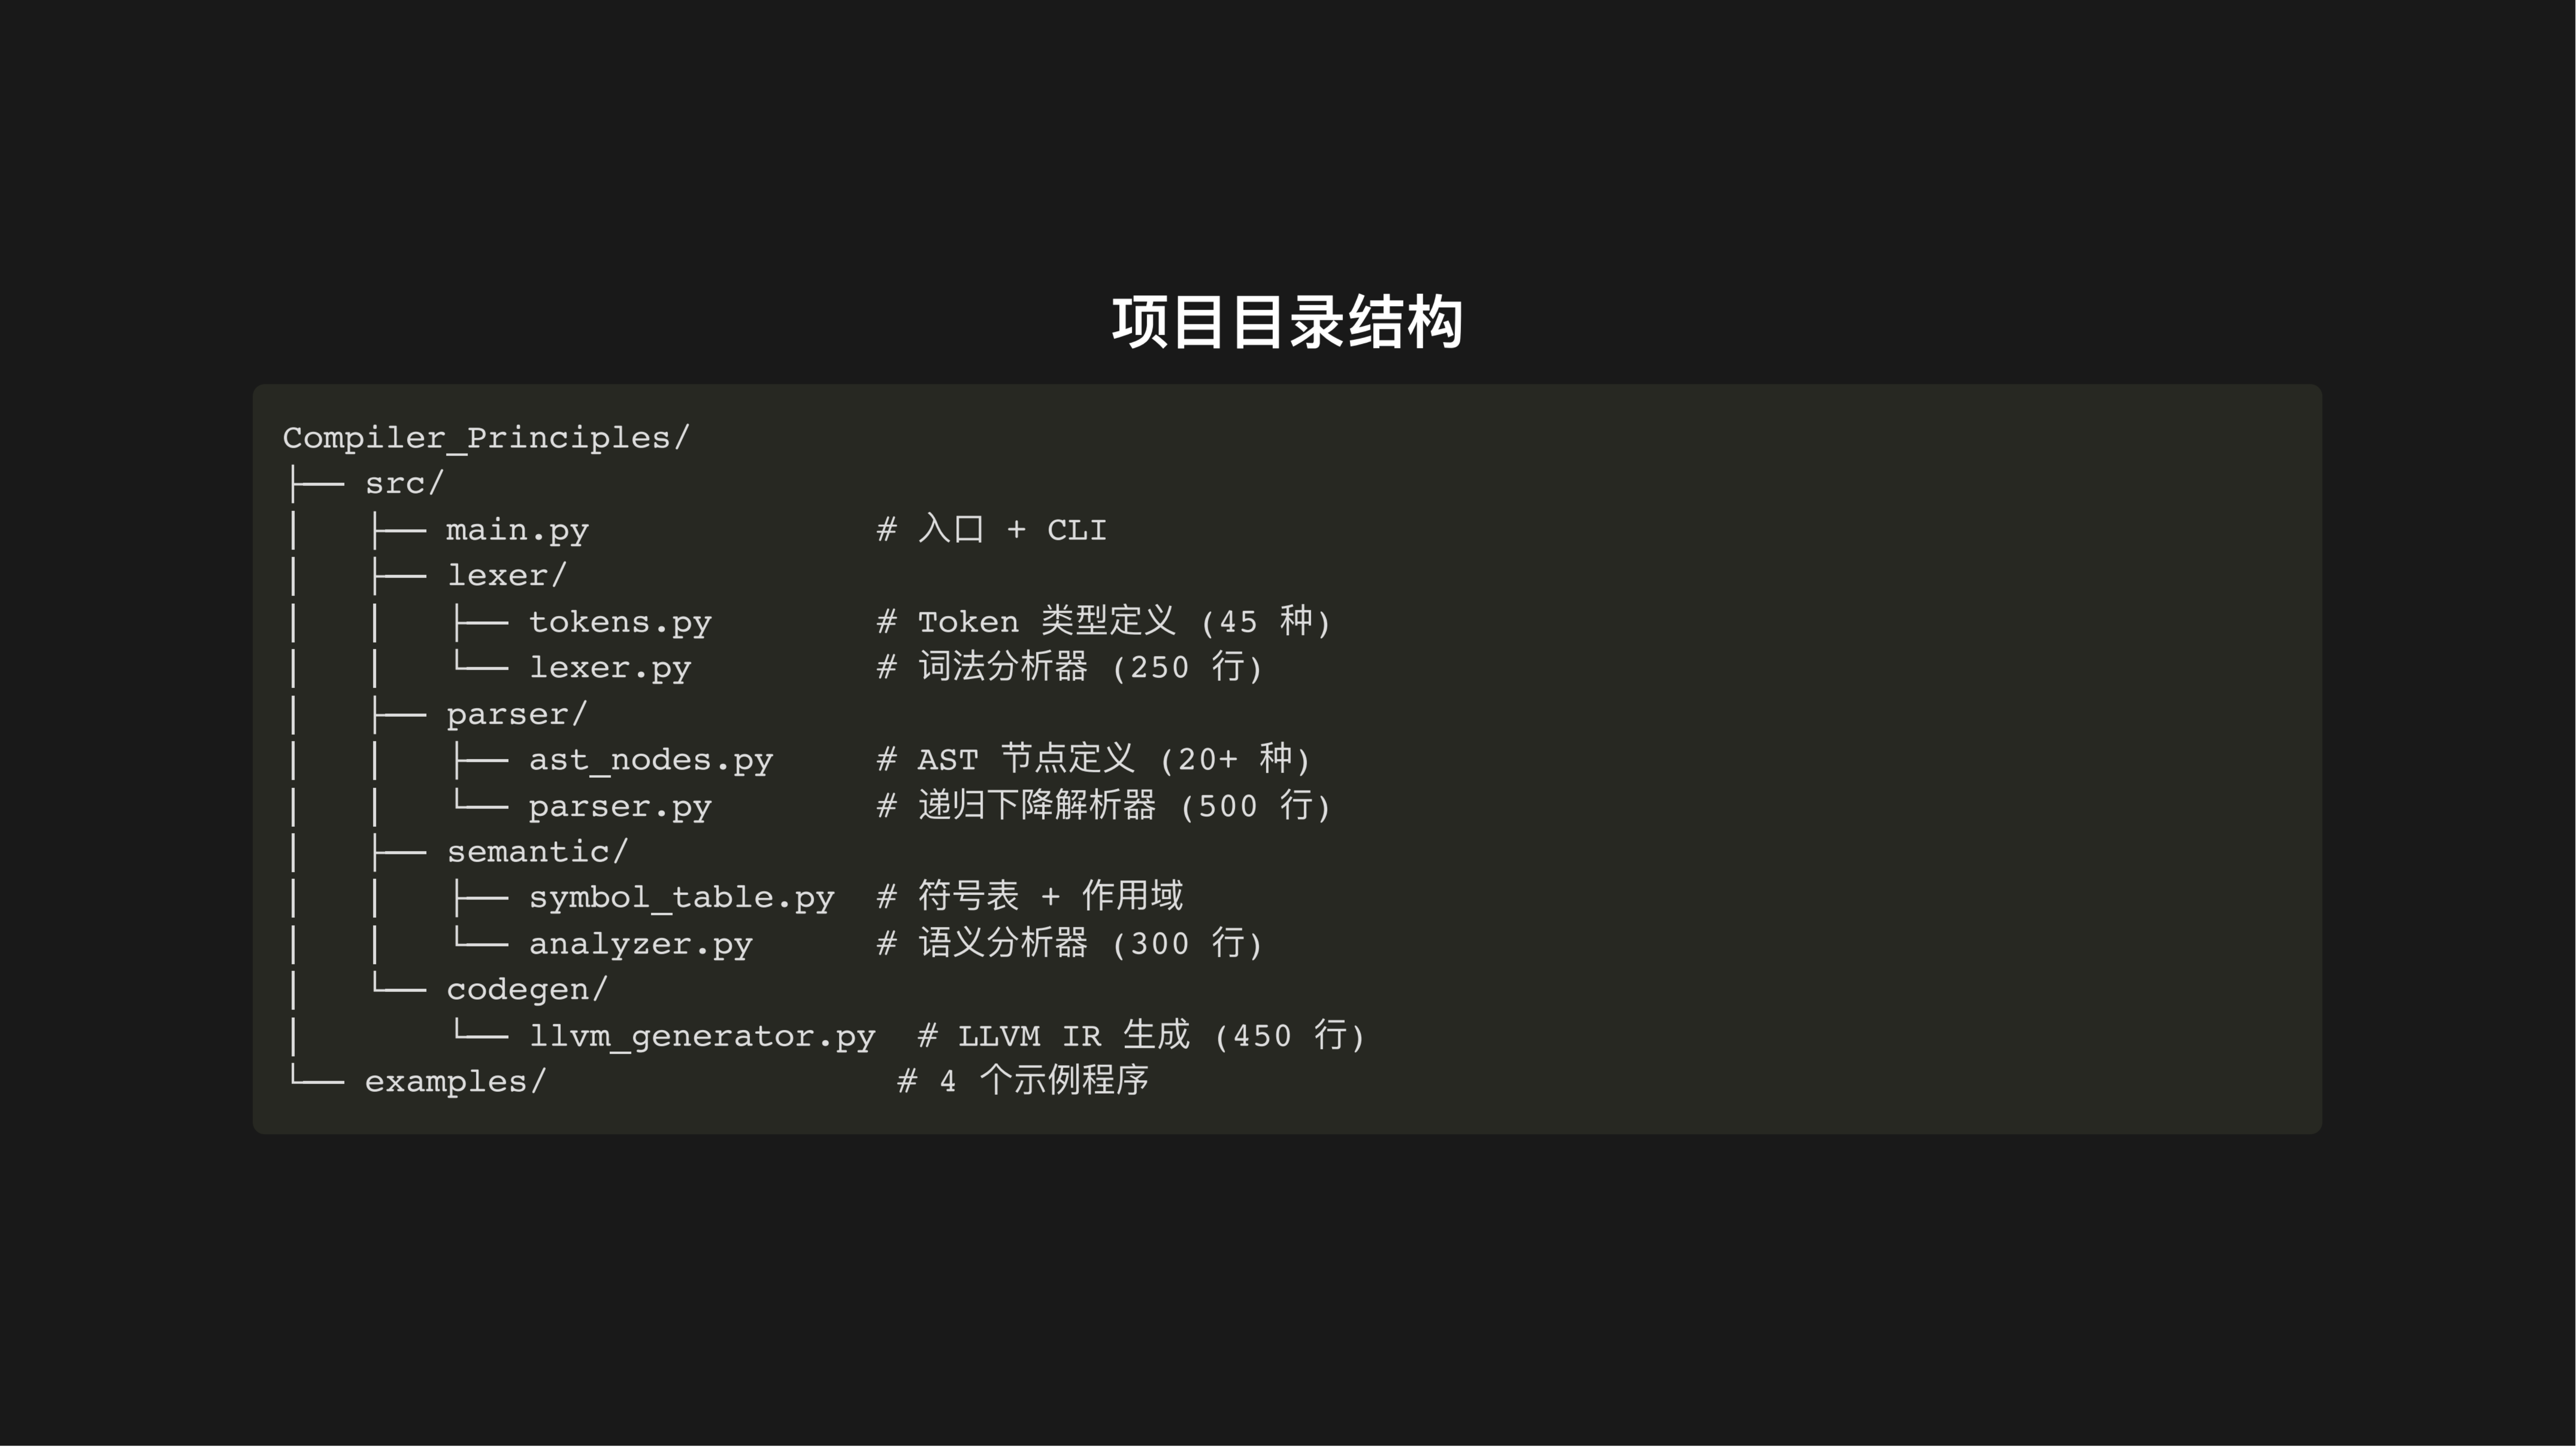 项目目录结构
Compiler_Principles/
├── src/
│   ├── main.py              # 入口 + CLI
│   ├── lexer/
│   │   ├── tokens.py        # Token 类型定义 (45 种)
│   │   └── lexer.py         # 词法分析器 (250 行)
│   ├── parser/
│   │   ├── ast_nodes.py     # AST 节点定义 (20+ 种)
│   │   └── parser.py        # 递归下降解析器 (500 行)
│   ├── semantic/
│   │   ├── symbol_table.py  # 符号表 + 作用域
│   │   └── analyzer.py      # 语义分析器 (300 行)
│   └── codegen/
│       └── llvm_generator.py  # LLVM IR 生成 (450 行)
└── examples/                 # 4 个示例程序